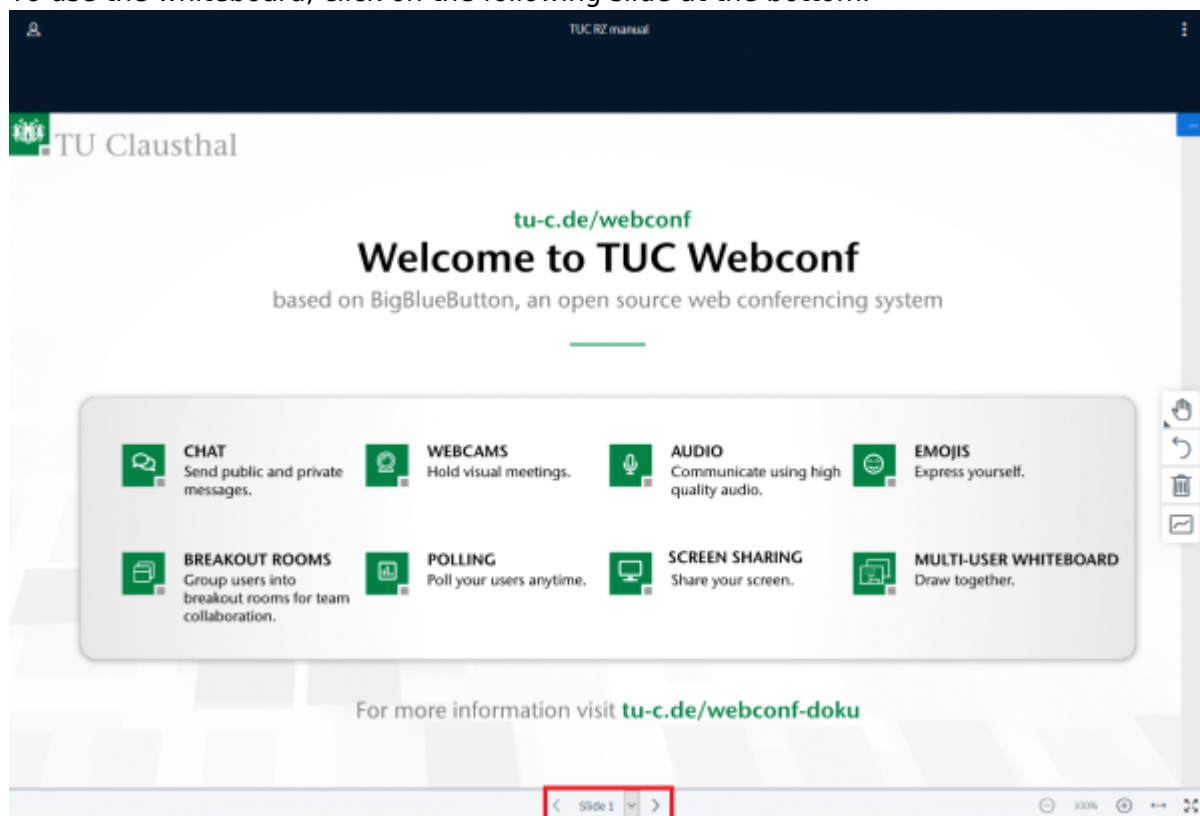 To use the whiteboard, click on the following slide at the bottom.
TUC RZ manual
TU Clausthal
tu-c.de/webconf
Welcome to TUC Webconf
based on BigBlueButton, an open source web conferencing system
CHAT
Send public and private
messages.
WEBCAMS
Hold visual meetings.
AUDIO
Communicate using high
quality audio.
EMOJIS
Express yourself.
BREAKOUT ROOMS
Group users into
breakout rooms for team
collaboration.
POLLING
Poll your users anytime.
SCREEN SHARING
Share your screen.
MULTI-USER WHITEBOARD
Draw together.
For more information visit tu-c.de/webconf-doku
Slide 1
100%